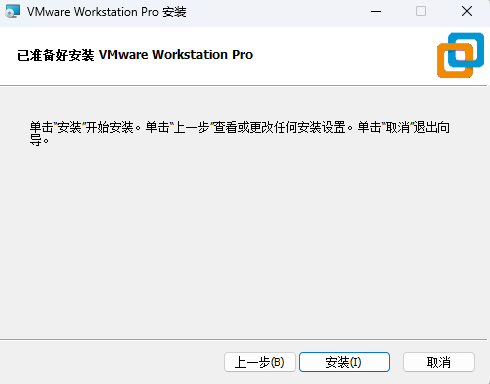 VMware Workstation Pro 安装
已准备好安装 VMware Workstation Pro
单击“安装”开始安装。单击“上一步”查看或更改任何安装设置。单击“取消”退出向
导。
上一步(B)
安装(I)
取消